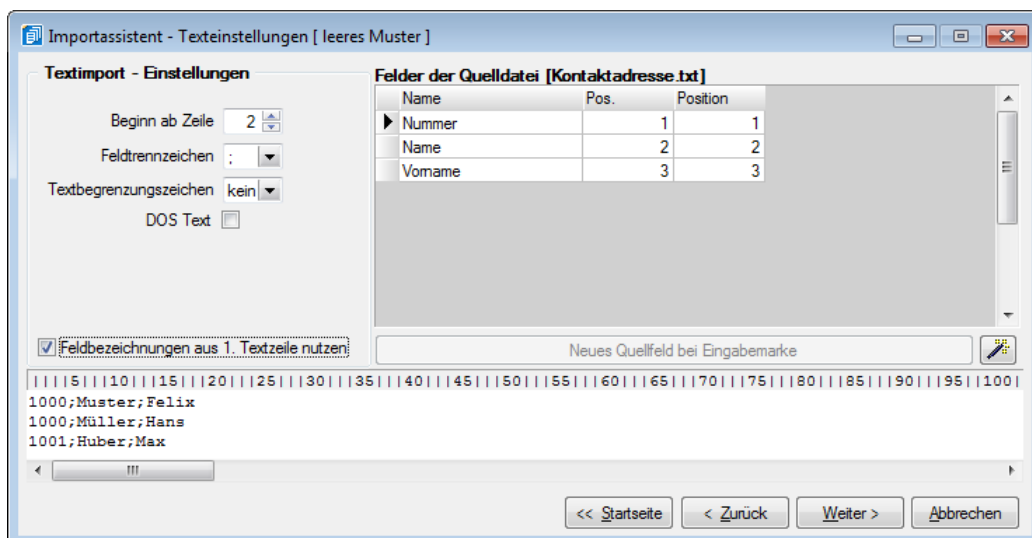 Importassistent - Texteinstellungen [ leeres Muster ]
Textimport - Einstellungen
Beginn ab Zeile 2
Feldtrennzeichen ;
Textbegrenzungszeichen kein
DOS Text
Feldbezeichnungen aus 1. Textzeile nutzen
Felder der Quelldatei [Kontaktadresse.txt]
Name Pos. Position
Nummer 1 1
Name 2 2
Vorname 3 3
Neues Quellfeld bei Eingabemarke
||||5|||10|||15|||20|||25|||30|||35|||40|||45|||50|||55|||60|||65|||70|||75|||80|||85|||90|||95||100|
1000;Muster;Felix
1000;Müller;Hans
1001;Huber;Max
<< Startseite < Zurück Weiter > Abbrechen